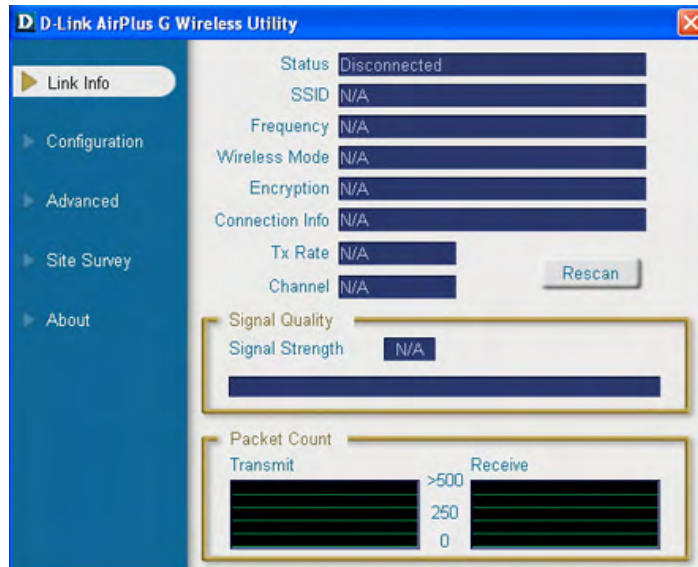 D D-Link AirPlus G Wireless Utility
Link Info
Configuration
Advanced
Site Survey
About
Status Disconnected
SSID N/A
Frequency N/A
Wireless Mode N/A
Encryption N/A
Connection Info N/A
Tx Rate N/A
Channel N/A
Rescan
Signal Quality
Signal Strength N/A
Packet Count
Transmit
Receive
>500
250
0